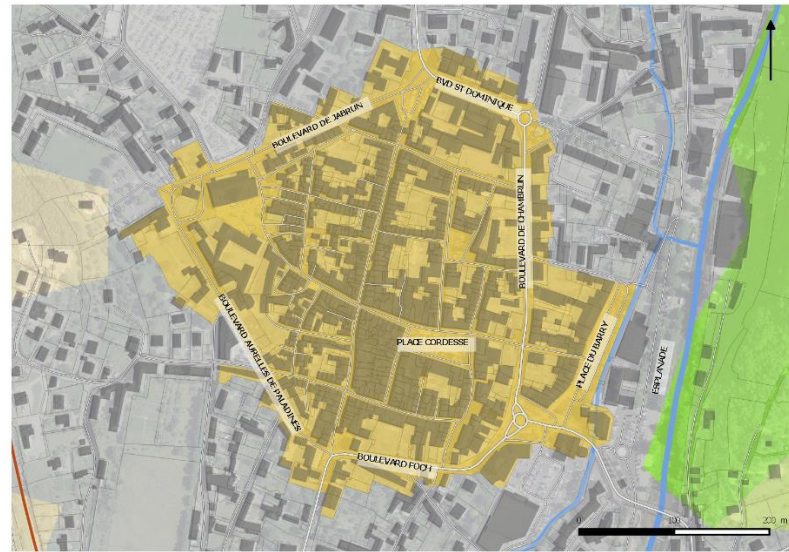 BVD ST DOMINIQUE
BOULEVARD DE JABRUN
BOULEVARD DE CHAMBRUN
PLACE CORDESSE
PLACE DU BARRY
ESPLANADE
BOULEVARD AURELLES DE PALADINES
BOULEVARD FOCH
0 100 200 m